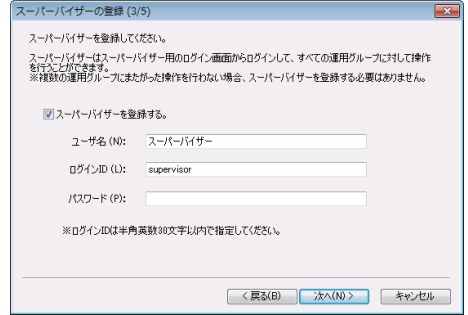 スーパーバイザーの登録 (3/5)
スーパーバイザーを登録してください。
スーパーバイザーはスーパーバイザー用のログイン画面からログインして、すべての運用グループに対して操作
を行うことができます。
※複数の運用グループにまたがった操作を行わない場合、スーパーバイザーを登録する必要はありません。
スーパーバイザーを登録する。
ユーザ名 (N): スーパーバイザー
ログインID (L): supervisor
パスワード (P):
※ログインIDは半角英数30文字以内で指定してください。
< 戻る(B) 次へ(N) > キャンセル